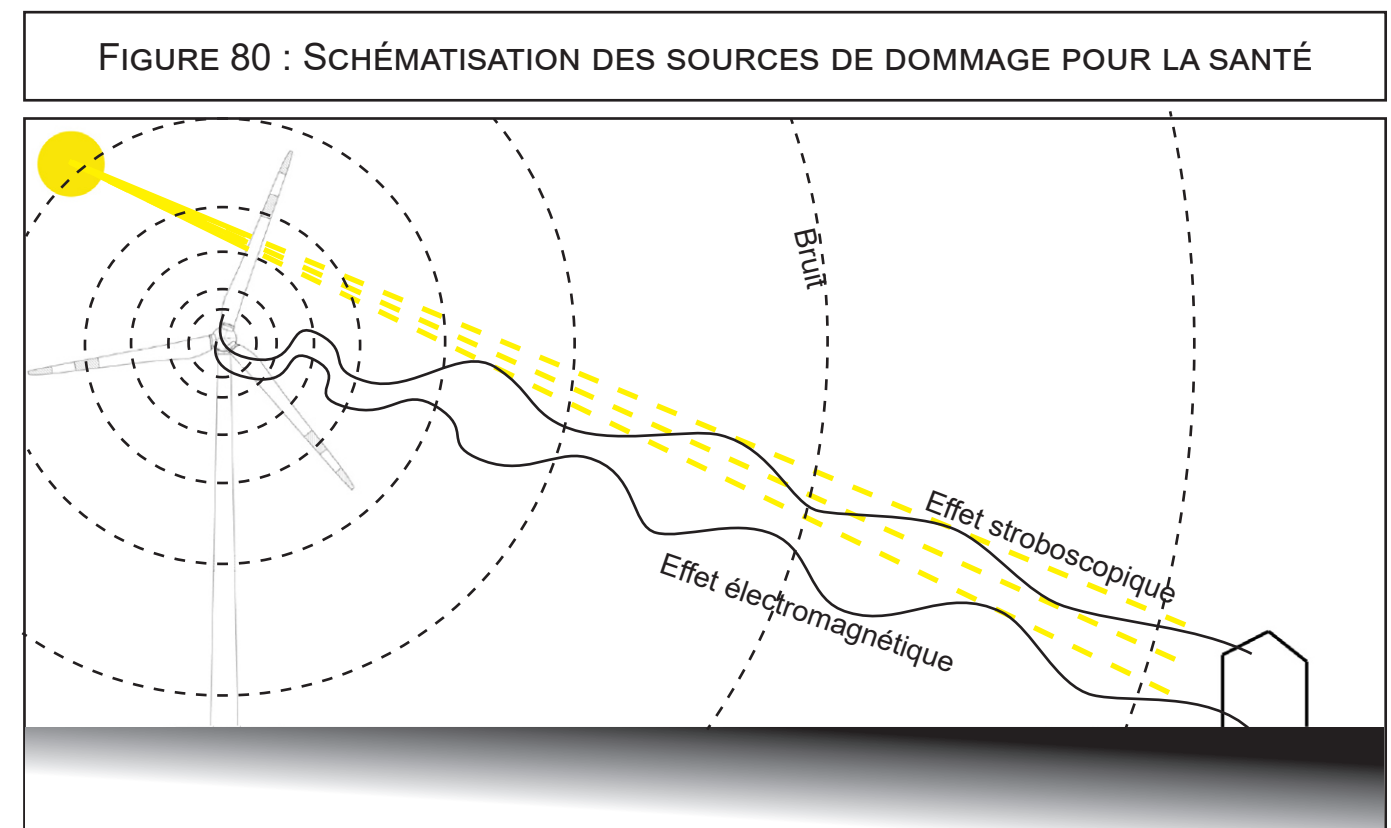 FIGURE 80 : SCHÉMATISATION DES SOURCES DE DOMMAGE POUR LA SANTÉ
Bruit
Effet stroboscopique
Effet électromagnétique